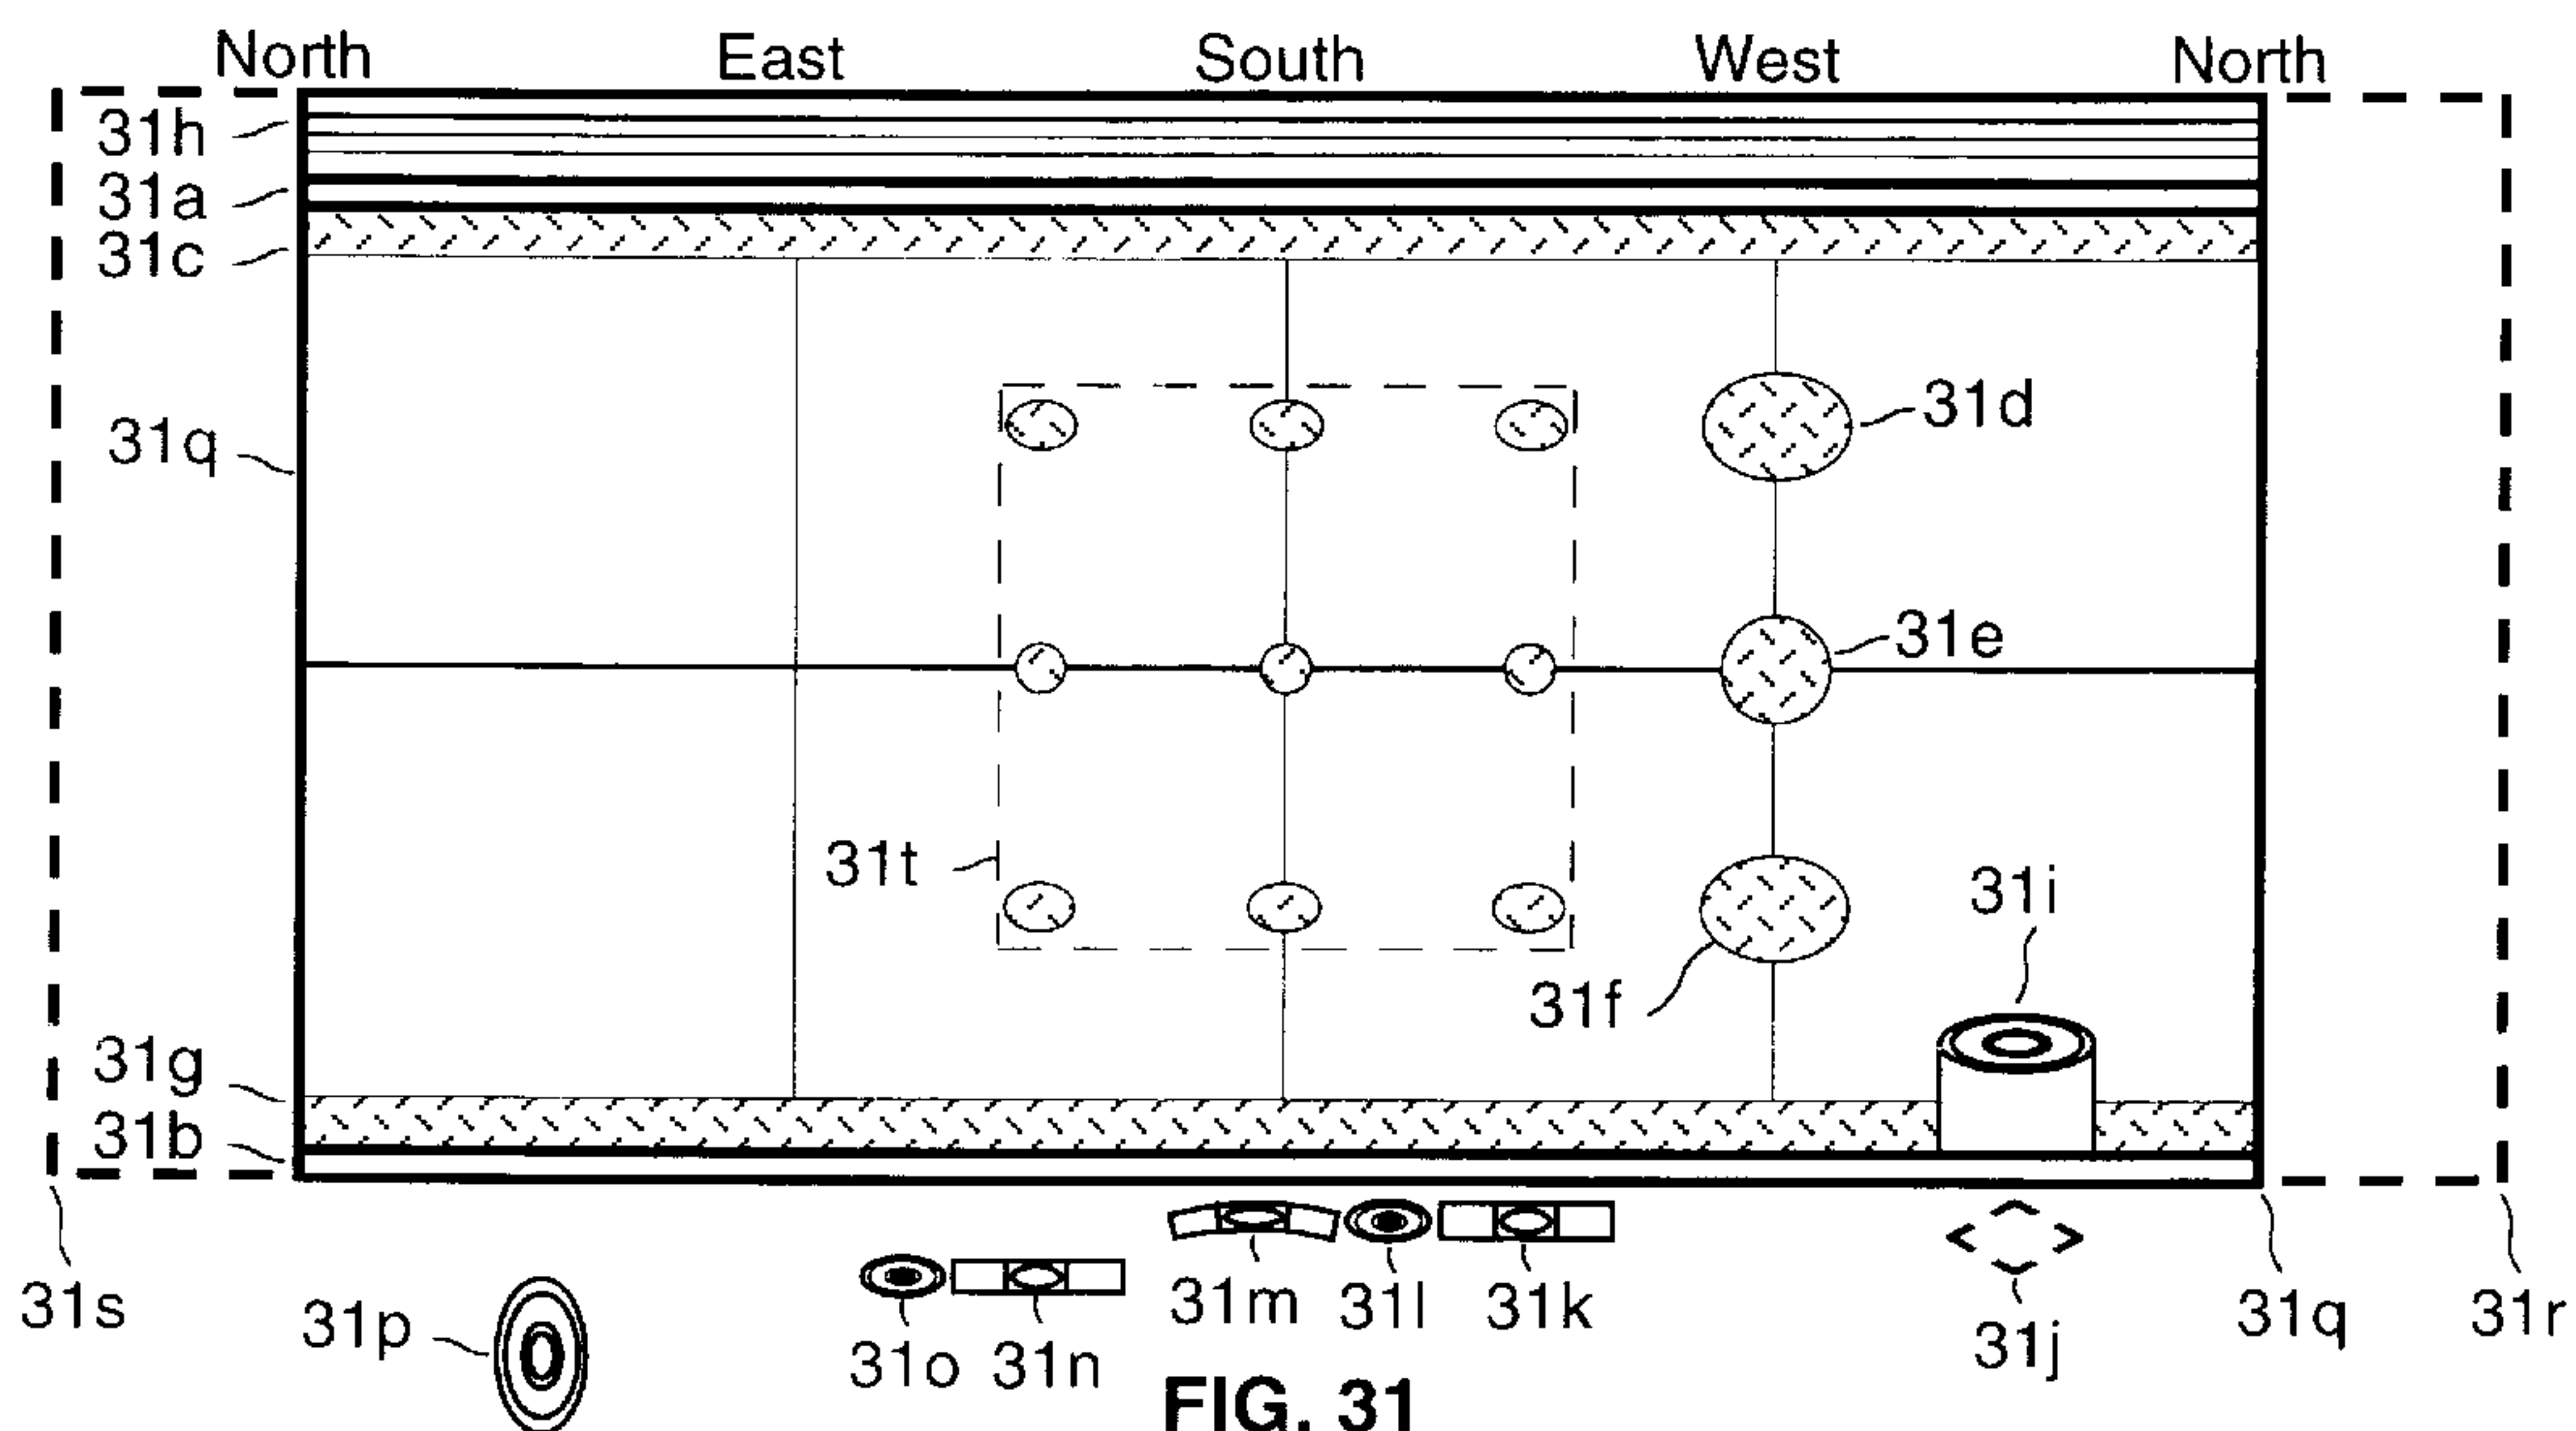 North East South West North
31h
31a
31c
31d
31q
31e
31t
31i
31f
31g
31b
31s 31p 31o 31n 31m 31l 31k 31j 31q 31r
FIG. 31